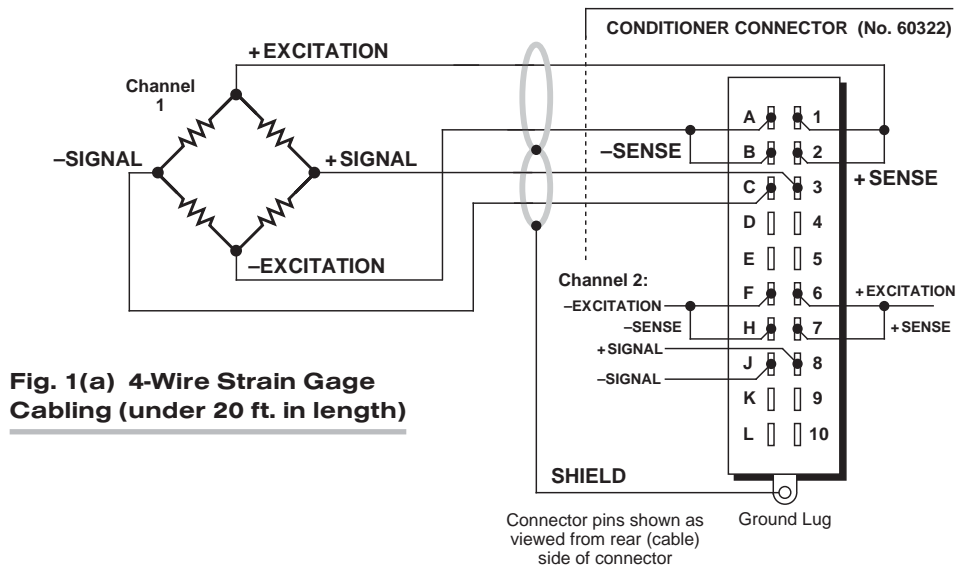 CONDITIONER CONNECTOR (No. 60322)
+EXCITATION
Channel
1
–SIGNAL
+SIGNAL
–EXCITATION
–SENSE
+SENSE
A 1
B 2
C 3
D 4
E 5
F 6
H 7
J 8
K 9
L 10
Channel 2:
–EXCITATION
–SENSE
+SIGNAL
–SIGNAL
+EXCITATION
+SENSE
Fig. 1(a) 4-Wire Strain Gage
Cabling (under 20 ft. in length)
SHIELD
Connector pins shown as
viewed from rear (cable)
side of connector
Ground Lug